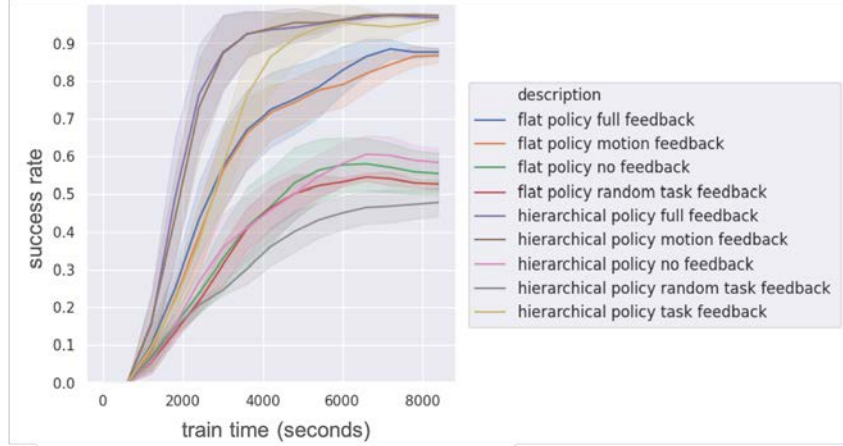 0.9
0.8
0.7
0.6
0.5
0.4
0.3
0.2
0.1
0.0
success rate
0 2000 4000 6000 8000
train time (seconds)
description
flat policy full feedback
flat policy motion feedback
flat policy no feedback
flat policy random task feedback
hierarchical policy full feedback
hierarchical policy motion feedback
hierarchical policy no feedback
hierarchical policy random task feedback
hierarchical policy task feedback